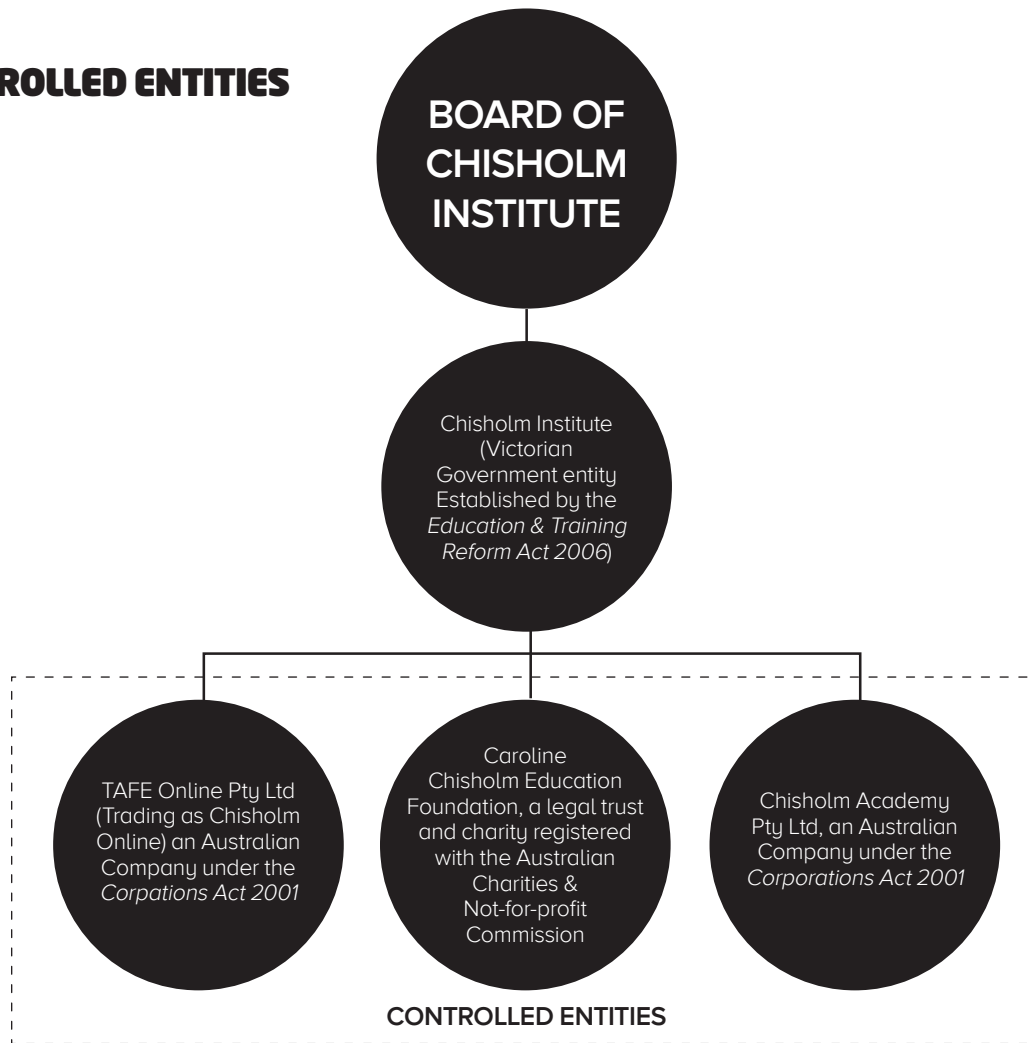 ROLLED ENTITIES
BOARD OF
CHISHOLM
INSTITUTE
Chisholm Institute
(Victorian
Government entity
Established by the
Education & Training
Reform Act 2006)
TAFE Online Pty Ltd
(Trading as Chisholm
Online) an Australian
Company under the
Corpations Act 2001
Caroline
Chisholm Education
Foundation, a legal trust
and charity registered
with the Australian
Charities &
Not-for-profit
Commission
Chisholm Academy
Pty Ltd, an Australian
Company under the
Corporations Act 2001
CONTROLLED ENTITIES